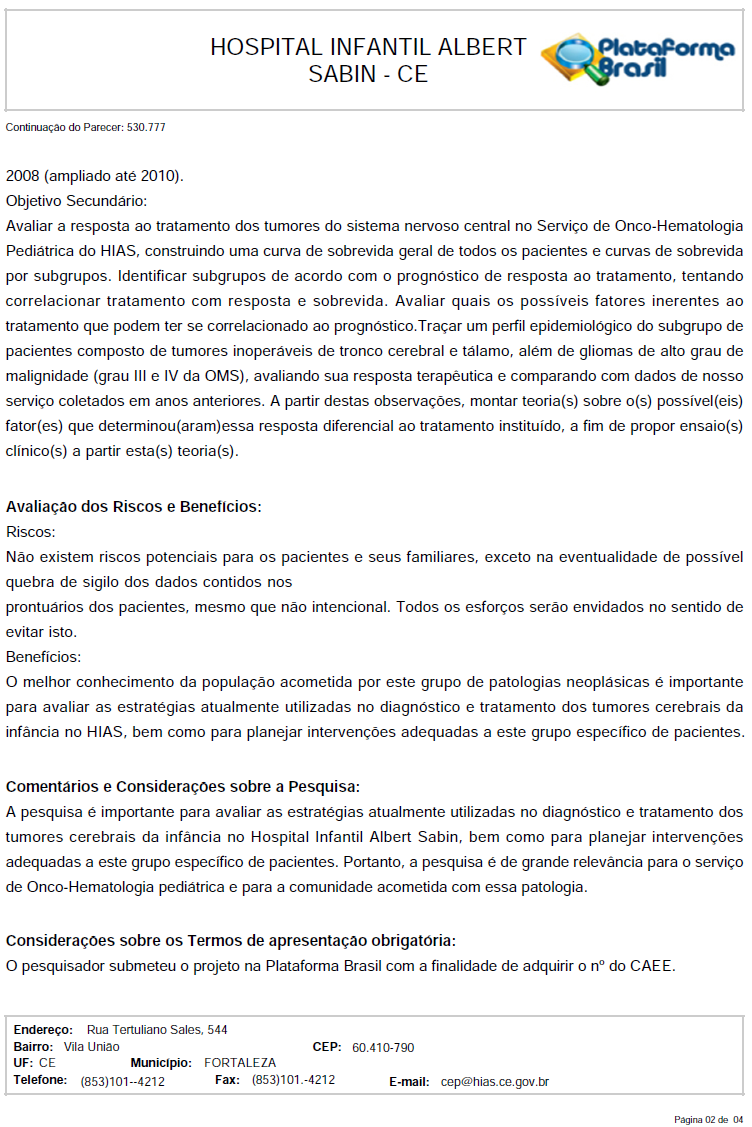 HOSPITAL INFANTIL ALBERT
SABIN - CE
Plataforma
Brasil
Continuação do Parecer: 530.777
2008 (ampliado até 2010).
Objetivo Secundário:
Avaliar a resposta ao tratamento dos tumores do sistema nervoso central no Serviço de Onco-Hematologia
Pediátrica do HIAS, construindo uma curva de sobrevida geral de todos os pacientes e curvas de sobrevida
por subgrupos. Identificar subgrupos de acordo com o prognóstico de resposta ao tratamento, tentando
correlacionar tratamento com resposta e sobrevida. Avaliar quais os possíveis fatores inerentes ao
tratamento que podem ter se correlacionado ao prognóstico.Traçar um perfil epidemiológico do subgrupo de
pacientes composto de tumores inoperáveis de tronco cerebral e tálamo, além de gliomas de alto grau de
malignidade (grau III e IV da OMS), avaliando sua resposta terapêutica e comparando com dados de nosso
serviço coletados em anos anteriores. A partir destas observações, montar teoria(s) sobre o(s) possível(eis)
fator(es) que determinou(aram)essa resposta diferencial ao tratamento instituído, a fim de propor ensaio(s)
clínico(s) a partir esta(s) teoria(s).
Avaliação dos Riscos e Benefícios:
Riscos:
Não existem riscos potenciais para os pacientes e seus familiares, exceto na eventualidade de possível
quebra de sigilo dos dados contidos nos
prontuários dos pacientes, mesmo que não intencional. Todos os esforços serão envidados no sentido de
evitar isto.
Benefícios:
O melhor conhecimento da população acometida por este grupo de patologias neoplásicas é importante
para avaliar as estratégias atualmente utilizadas no diagnóstico e tratamento dos tumores cerebrais da
infância no HIAS, bem como para planejar intervenções adequadas a este grupo específico de pacientes.
Comentários e Considerações sobre a Pesquisa:
A pesquisa é importante para avaliar as estratégias atualmente utilizadas no diagnóstico e tratamento dos
tumores cerebrais da infância no Hospital Infantil Albert Sabin, bem como para planejar intervenções
adequadas a este grupo específico de pacientes. Portanto, a pesquisa é de grande relevância para o serviço
de Onco-Hematologia pediátrica e para a comunidade acometida com essa patologia.
Considerações sobre os Termos de apresentação obrigatória:
O pesquisador submeteu o projeto na Plataforma Brasil com a finalidade de adquirir o nº do CAEE.
Endereço: Rua Tertuliano Sales, 544
Bairro: Vila União CEP: 60.410-790
UF: CE Município: FORTALEZA
Telefone: (853)101--4212 Fax: (853)101.-4212 E-mail: cep@hias.ce.gov.br
Página 02 de 04